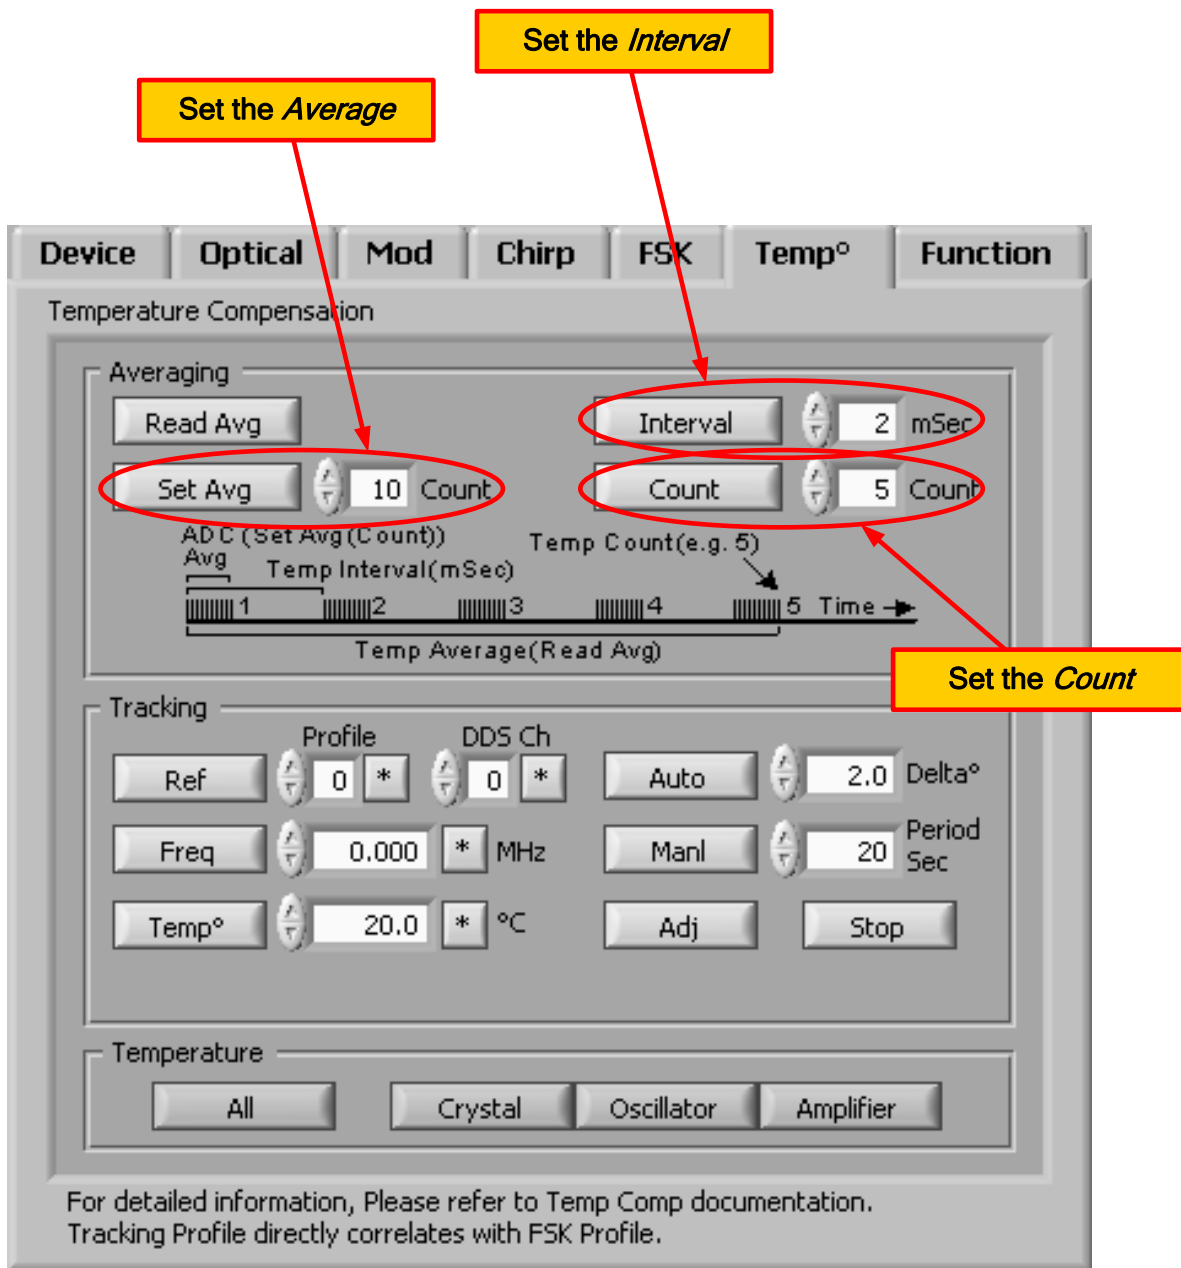 Set the Interval
Set the Average
Device Optical Mod Chirp FSK Temp° Function
Temperature Compensation
Averaging
Read Avg Interval 2 mSec
Set Avg 10 Count Count 5 Count
ADC (Set Avg(Count))
Avg
Temp Interval(mSec)
Temp Count(e.g. 5)
1 2 3 4 5 Time
Temp Average(Read Avg)
Set the Count
Tracking
Profile DDS Ch
Ref 0 * 0 * Auto 2.0 Delta°
Freq 0.000 * MHz Manl 20 Period Sec
Temp° 20.0 * °C Adj Stop
Temperature
All Crystal Oscillator Amplifier
For detailed information, Please refer to Temp Comp documentation.
Tracking Profile directly correlates with FSK Profile.